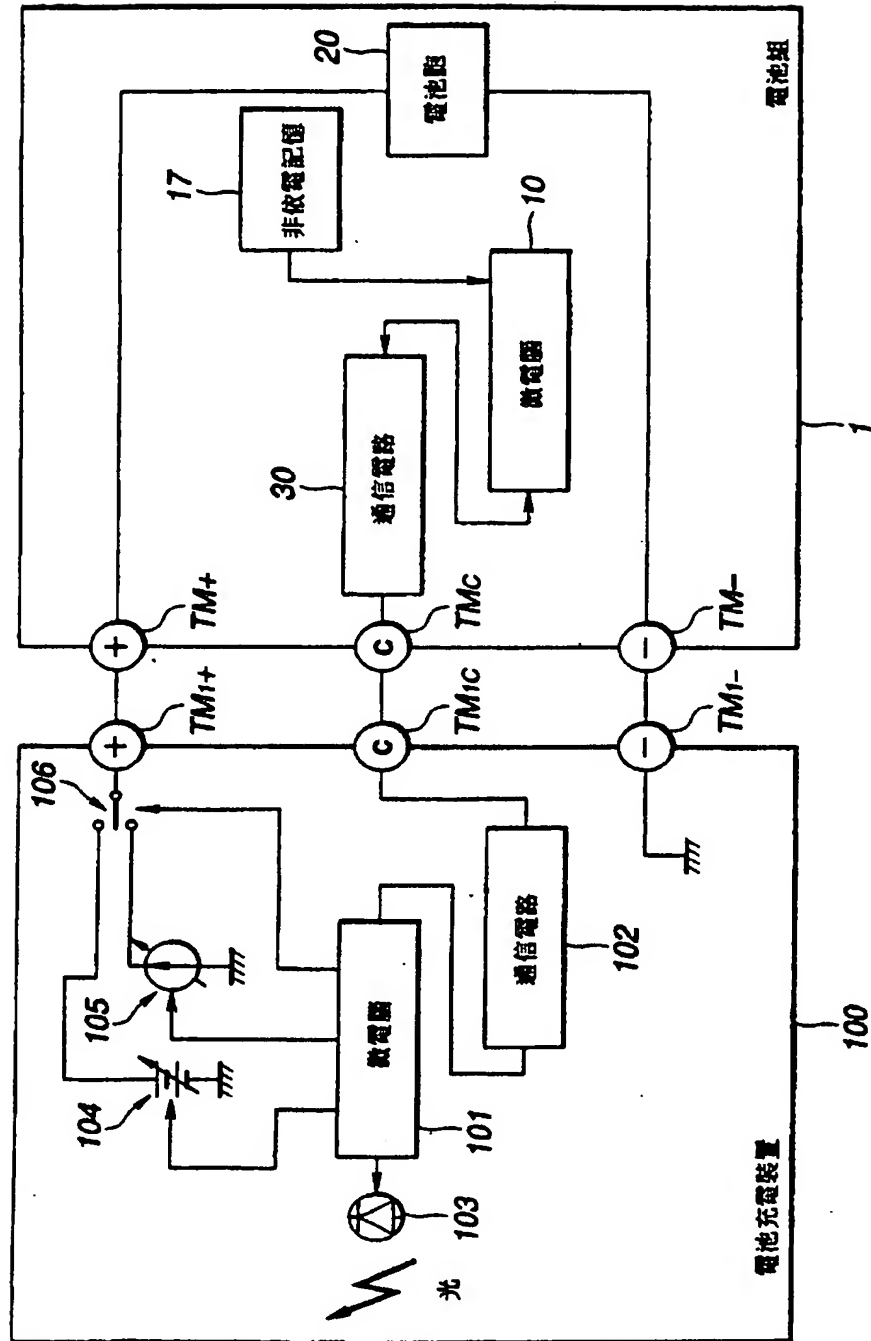 電池組
1
20
電池胞
17
非依電記憶
10
微電腦
30
通信電路
TM+
TMC
TM-
TM1+
TM1C
TM1-
106
105
104
微電腦
101
通信電路
102
103
光
100
電池充電裝置